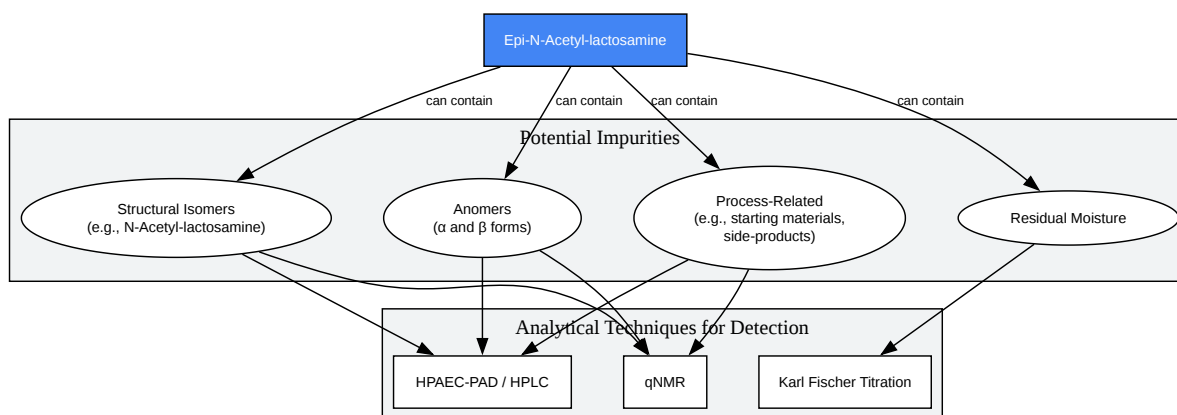 Epi-N-Acetyl-lactosamine
can contain
can contain
can contain
can contain
Potential Impurities
Structural Isomers
(e.g., N-Acetyl-lactosamine)
Anomers
(α and β forms)
Process-Related
(e.g., starting materials,
side-products)
Residual Moisture
Analytical Techniques for Detection
HPAEC-PAD / HPLC
qNMR
Karl Fischer Titration